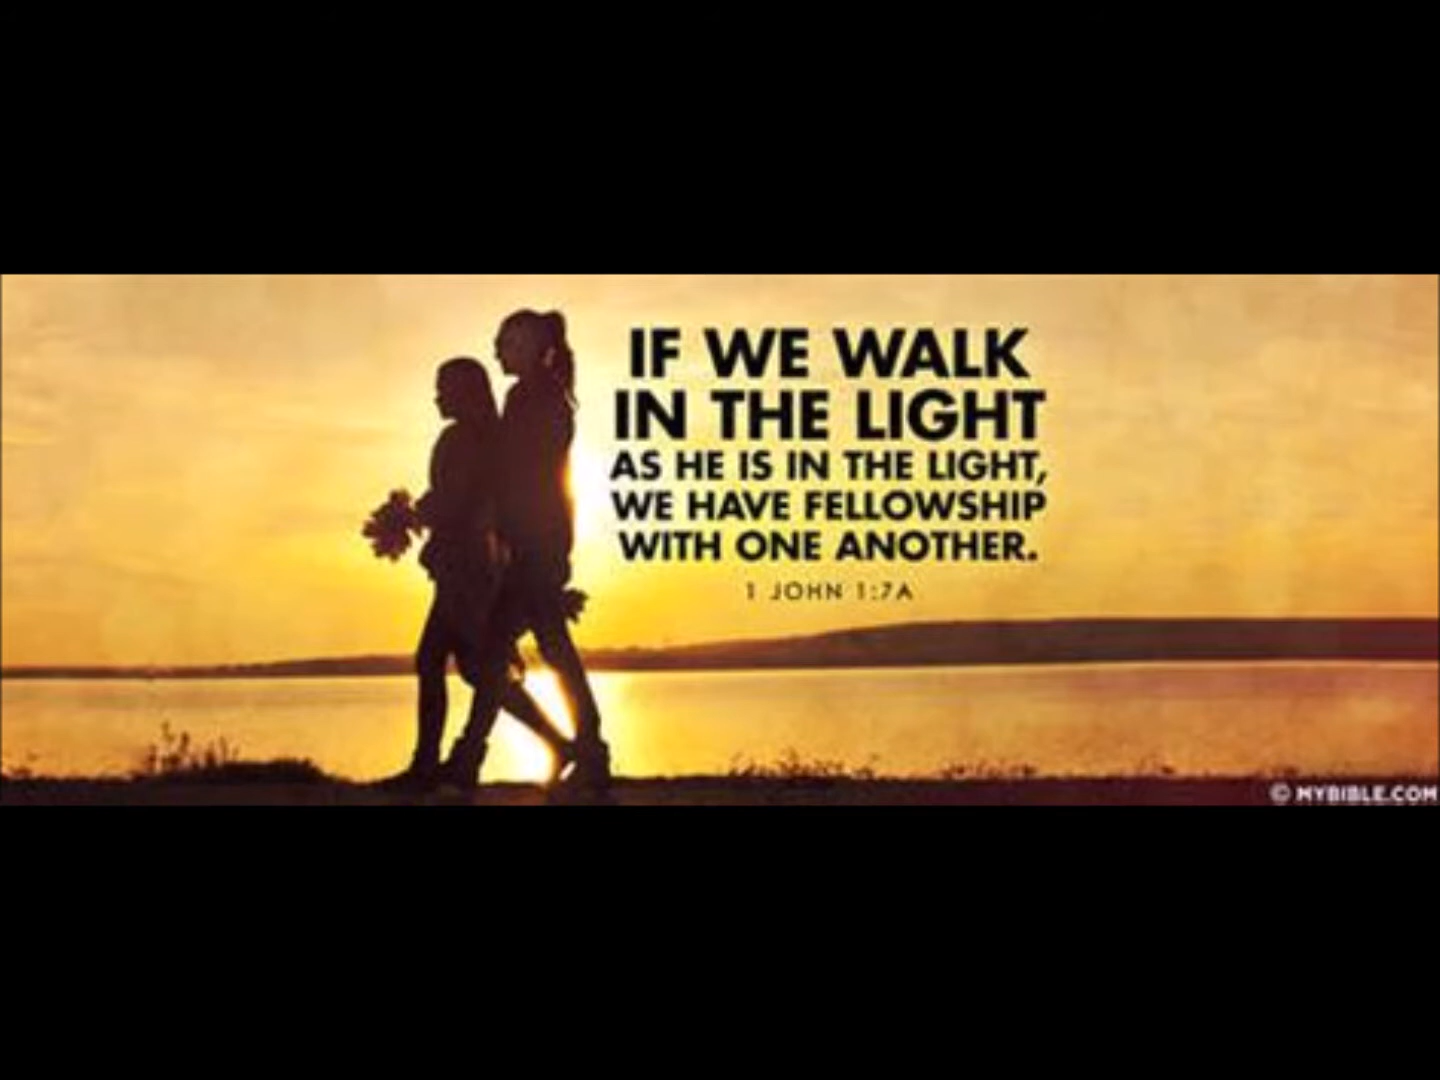 IF WE WALK
IN THE LIGHT
AS HE IS IN THE LIGHT,
WE HAVE FELLOWSHIP
WITH ONE ANOTHER.
1 JOHN 1:7A
© MYBIBLE.COM